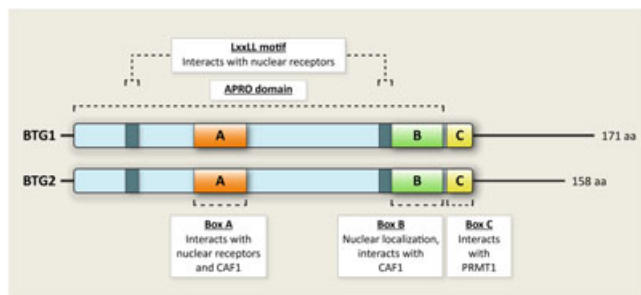 LxxLL motif
Interacts with nuclear receptors
APRO domain
BTG1 A B C 171 aa
BTG2 A B C 158 aa
Box A
Interacts with
nuclear receptors
and CAF1
Box B
Nuclear localization,
interacts with
CAF1
Box C
Interacts
with
PRMT1